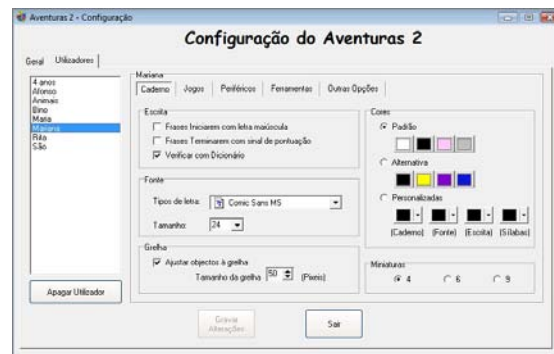 Aventuras 2 - Configuração
Configuração do Aventuras 2
Geral Utilizadores
4 anos
Afonso
Animais
Bino
Maria
Mariana
Rita
São
Apagar Utilizador
Mariana
Caderno Jogos Periféricos Ferramentas Outras Opções
Escrita
Frases Iniciarem com letra maiúscula
Frases Terminarem com sinal de pontuação
Verificar com Dicionário
Fonte
Tipos de letra: Comic Sans MS
Tamanho: 24
Grelha
Ajustar objectos à grelha
Tamanho da grelha 50 (Pixeis)
Cores
Padrão
Alternativa
Personalizadas
(Caderno) (Fonte) (Escrita) (Sílabas)
Miniaturas
4 6 9
Gravar
Alterações
Sair